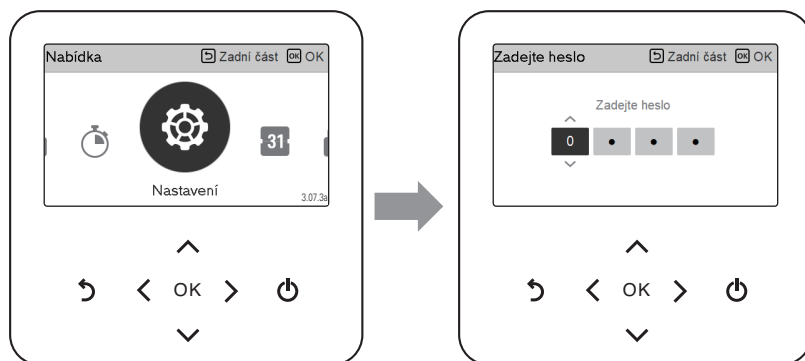 Nabídka
Zadní část OK OK
31
Nastavení
3.07.3a
OK
Zadejte heslo
Zadní část OK OK
Zadejte heslo
0
OK